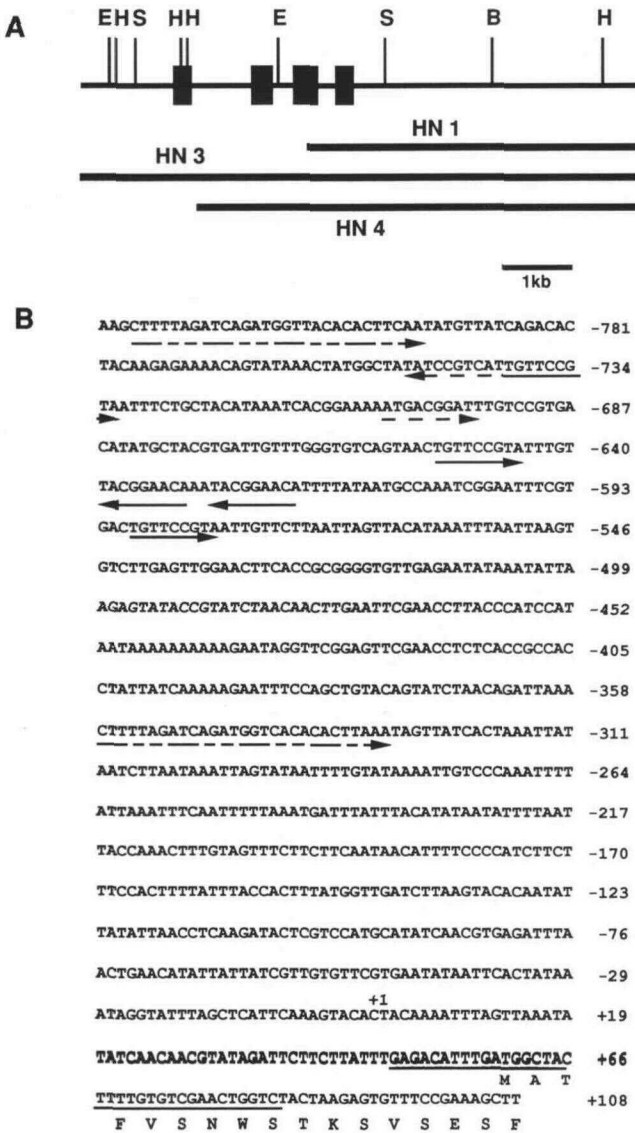 A
E H S H H E S B H
HN 1
HN 3
HN 4
1kb
B
AAGCTTTTAGATCAGATGGTTACACACTTCAATATGTTATCAGACAC -781
TACAAGAGAAAACAGTATAAACTATGGCTATATCCGTCATTGTTCCG -734
TAATTTCTGCTACATAAATCACGGAAAAATGACGGATTTGTCCGTGA -687
CATATGCTACGTGATTGTTTGGGTGTCAGTAACTGTTCCGTATTTGT -640
TACGGAACAAATACGGAACATTTTATAATGCCAAATCGGAATTTCGT -593
GACTGTTCCGTAATTGTTCTTAATTAGTTACATAAATTTAATTAAGT -546
GTCTTGAGTTGGAACTTCACCGCGGGGTGTTGAGAATATAAATATTA -499
AGAGTATACCGTATCTAACAACTTGAATTCGAACCTTACCCATCCAT -452
AATAAAAAAAAAAGAATAGGTTCGGAGTTCGAACCTCTCACCGCCAC -405
CTATTATCAAAAAGAATTTCCAGCTGTACAGTATCTAACAGATTAAA -358
CTTTTAGATCAGATGGTCACACACTTAAATAGTTATCACTAAATTAT -311
AATCTTAATAAATTAGTATAATTTTGTATAAAATTGTCCCAAATTTT -264
ATTAAATTTCAATTTTTAAATGATTTATTTACATATAATATTTTAAT -217
TACCAAACTTTGTAGTTTCTTCTTCAATAACATTTTCCCCATCTTCT -170
TTCCACTTTTATTTACCACTTTATGGTTGATCTTAAGTACACAATAT -123
TATATTAACCTCAAGATACTCGTCCATGCATATCAACGTGAGATTTA -76
ACTGAACATATTATTATCGTTGTGTTCGTGAATATAATTCACTATAA -29
+1
ATAGGTATTTAGCTCATTCAAAGTACACTACAAAATTTAGTTAAATA +19
TATCAACAACGTATAGATTCTTCTTATTTGAGACATTTGATGGCTAC +66
M A T
TTTTGTGTCGAACTGGTCTACTAAGAGTGTTTCCGAAAGCTT +108
F V S N W S T K S V S E S F